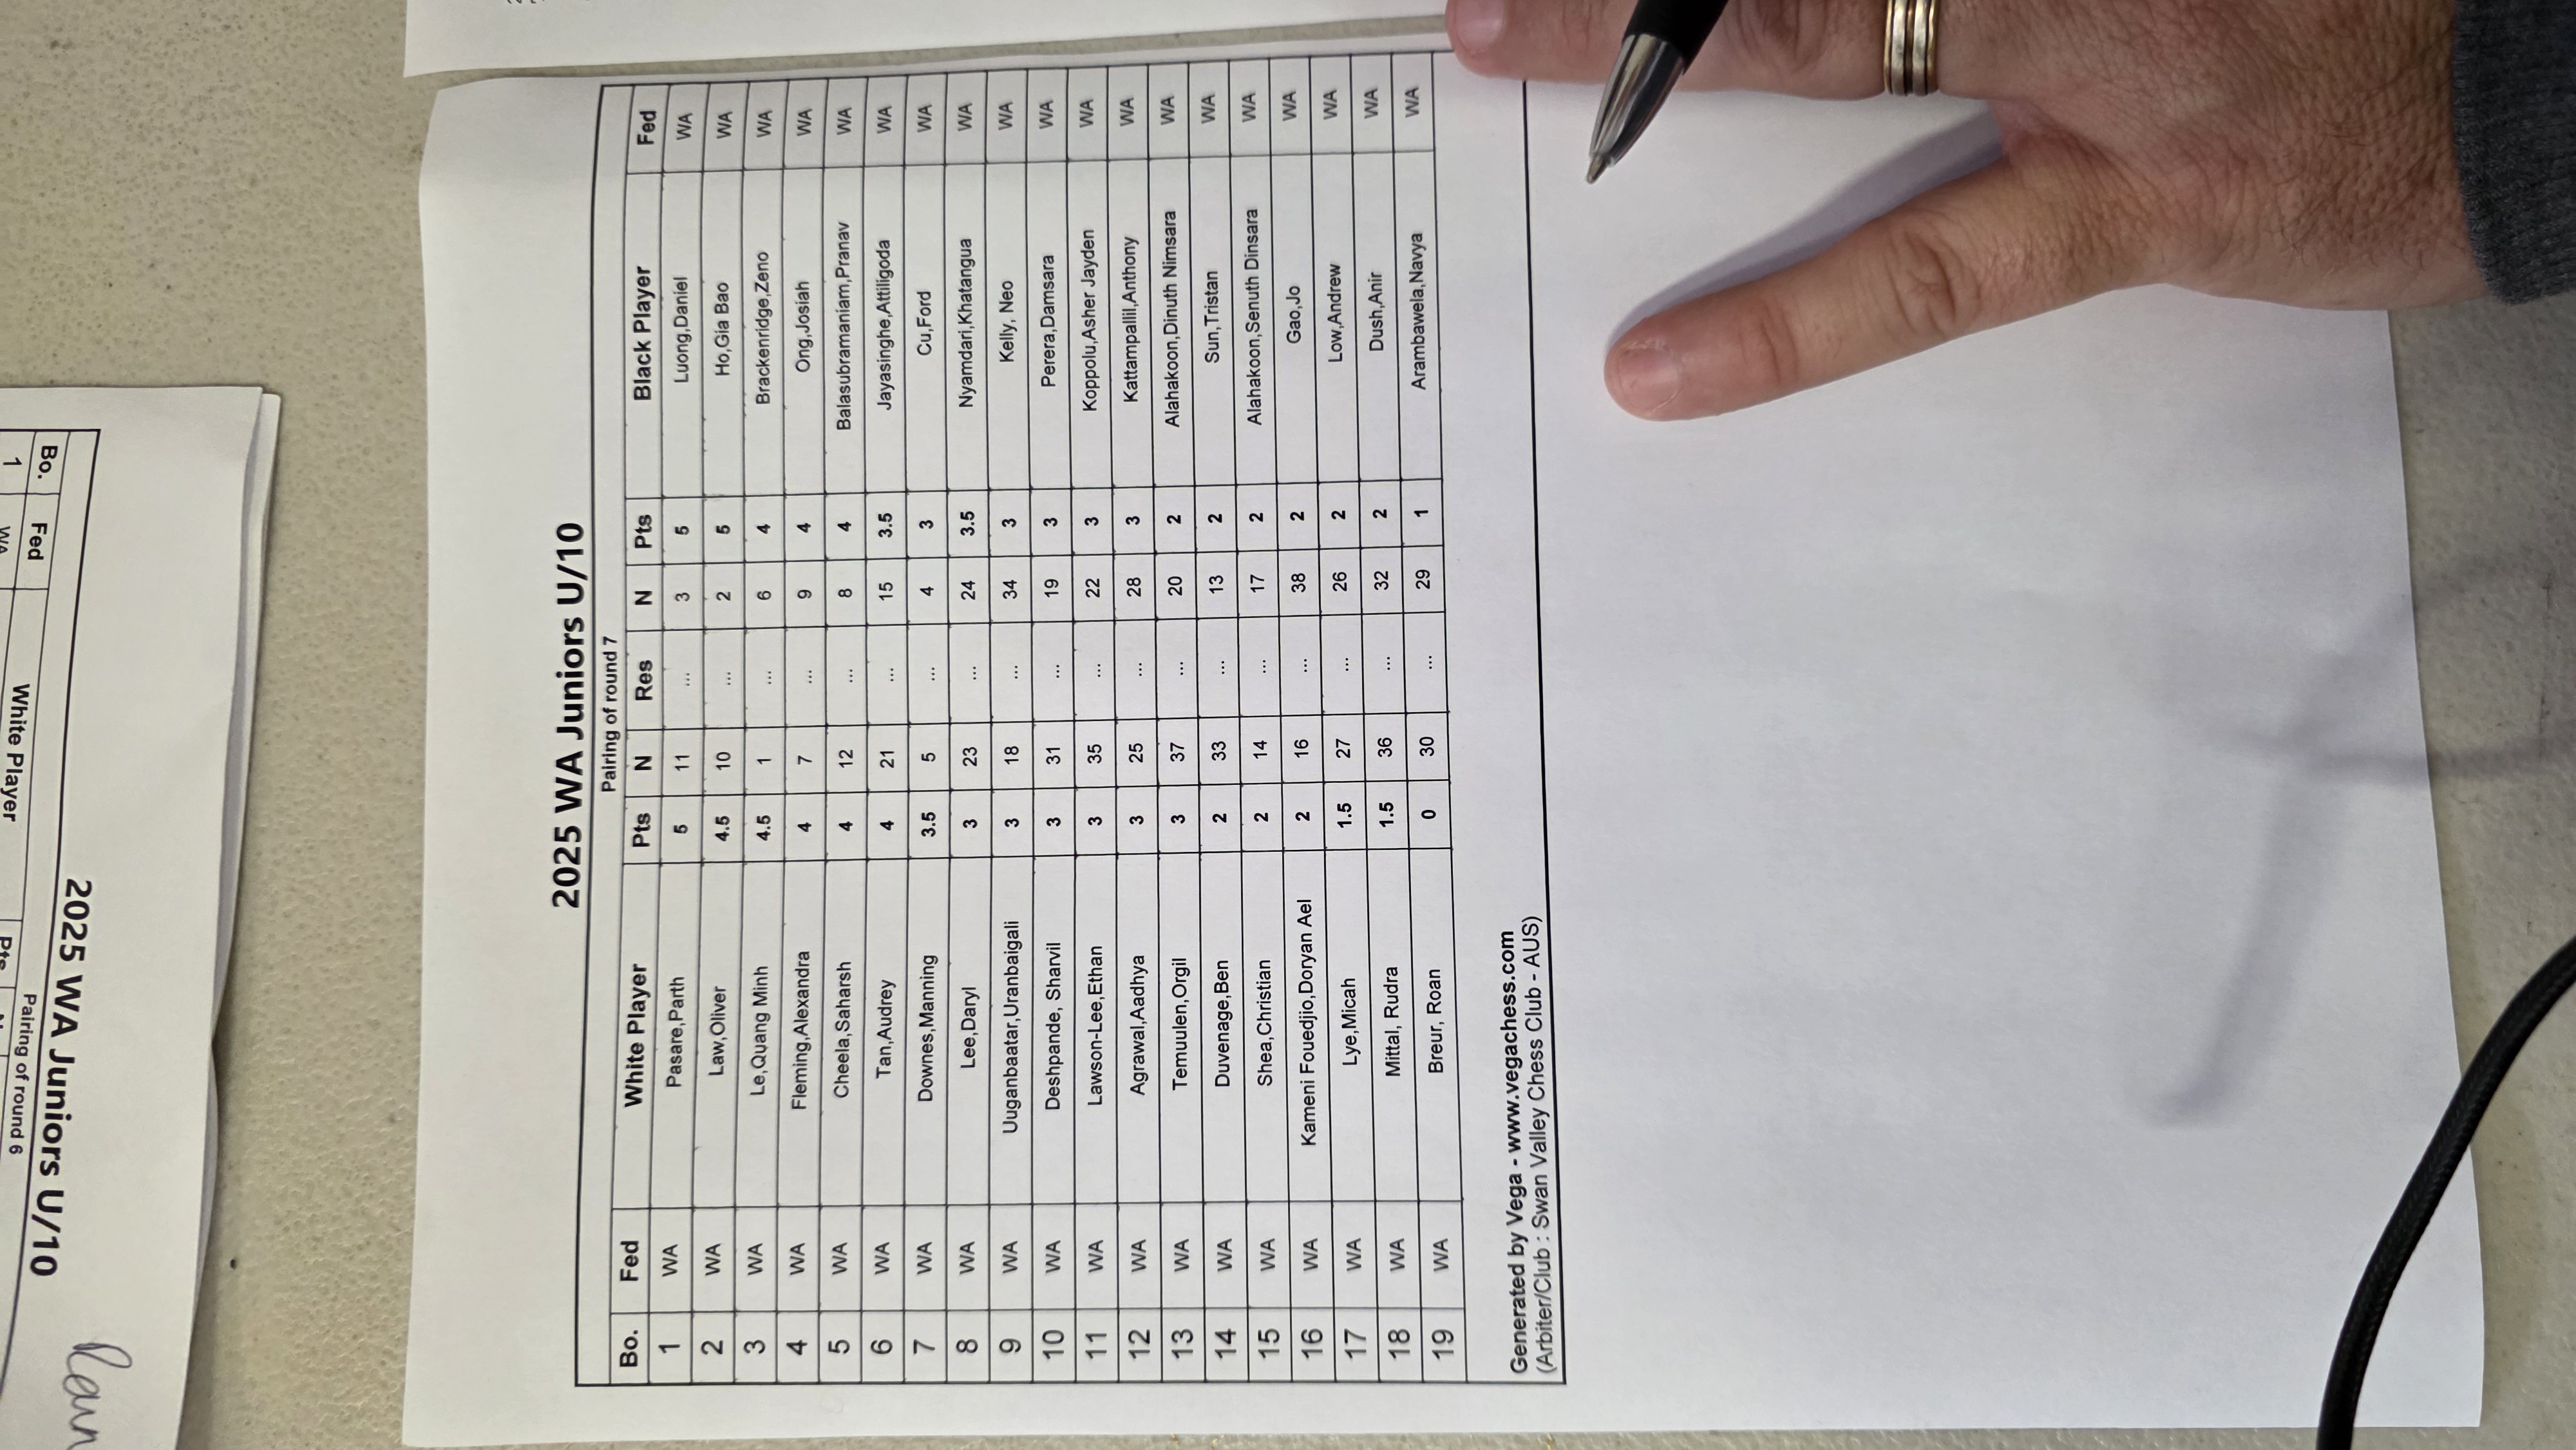 Bo. Fed White Player Pts
Pairing of round 6
2025 WA Juniors U/10
2025 WA Juniors U/10
Pairing of round 7
Bo. Fed White Player Pts N Res N Pts Black Player Fed
1 WA Pasare,Parth 5 11 ... 3 5 Luong,Daniel WA
2 WA Law,Oliver 4.5 10 ... 2 5 Ho,Gia Bao WA
3 WA Le,Quang Minh 4.5 1 ... 6 4 Brackenridge,Zeno WA
4 WA Fleming,Alexandra 4 7 ... 9 4 Ong,Josiah WA
5 WA Cheela,Saharsh 4 12 ... 8 4 Balasubramaniam,Pranav WA
6 WA Tan,Audrey 4 21 ... 15 3.5 Jayasinghe,Attiligoda WA
7 WA Downes,Manning 3.5 5 ... 4 3 Cu,Ford WA
8 WA Lee,Daryl 3 23 ... 24 3.5 Nyamdari,Khatangua WA
9 WA Uuganbaatar,Uranbaigali 3 18 ... 34 3 Kelly, Neo WA
10 WA Deshpande, Sharvil 3 31 ... 19 3 Perera,Damsara WA
11 WA Lawson-Lee,Ethan 3 35 ... 22 3 Koppolu,Asher Jayden WA
12 WA Agrawal,Aadhya 3 25 ... 28 3 Kattampallil,Anthony WA
13 WA Temuulen,Orgil 3 37 ... 20 2 Alahakoon,Dinuth Nimsara WA
14 WA Duvenage,Ben 2 33 ... 13 2 Sun,Tristan WA
15 WA Shea,Christian 2 14 ... 17 2 Alahakoon,Senuth Dinsara WA
16 WA Kameni Fouedjio,Doryan Ael 2 16 ... 38 2 Gao,Jo WA
17 WA Lye,Micah 1.5 27 ... 26 2 Low,Andrew WA
18 WA Mittal, Rudra 1.5 36 ... 32 2 Dush,Anir WA
19 WA Breur, Roan 0 30 ... 29 1 Arambawela,Navya WA
Generated by Vega - www.vegachess.com
(Arbiter/Club : Swan Valley Chess Club - AUS)